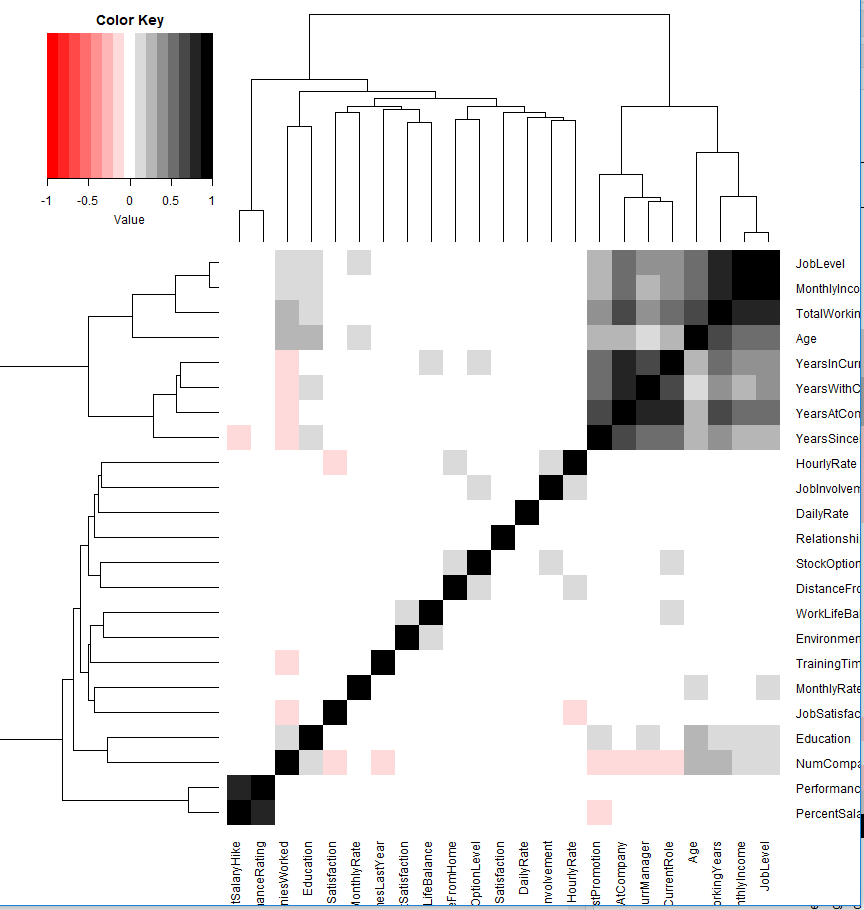 Color Key
-1 -0.5 0 0.5 1
Value
JobLevel
MonthlyInco
TotalWorkin
Age
YearsInCurr
YearsWithC
YearsAtCom
YearsSince
HourlyRate
JobInvolvem
DailyRate
Relationshi
StockOption
DistanceFro
WorkLifeBa
Environmen
TrainingTim
MonthlyRate
JobSatisfac
Education
NumCompa
Performanc
PercentSala
tSalaryHike
anceRating
niesWorked
Education
Satisfaction
MonthlyRate
nesLastYear
Satisfaction
LifeBalance
eFromHome
OptionLevel
Satisfaction
DailyRate
nvolvement
HourlyRate
stPromotion
AtCompany
urrManager
CurrentRole
Age
orkingYears
nthlyIncome
JobLevel